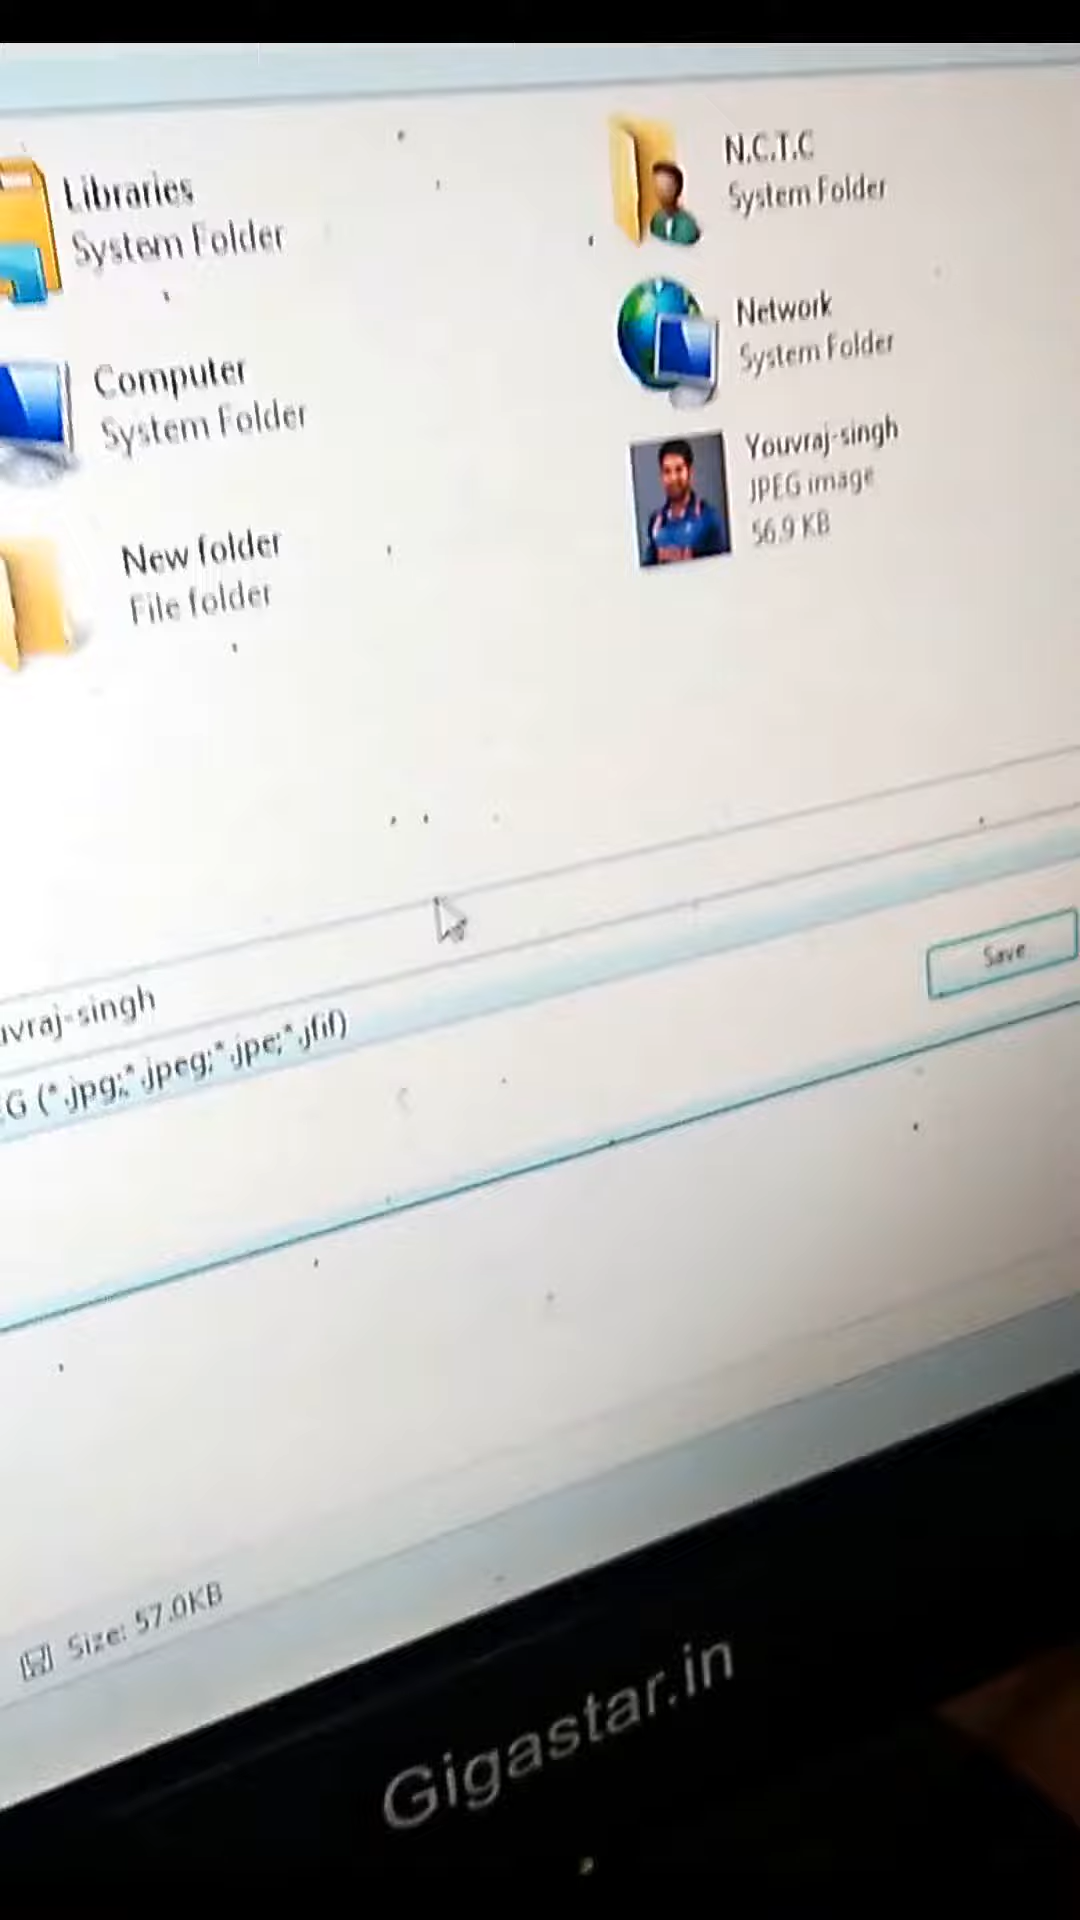 Libraries
System Folder
Computer
System Folder
New folder
File folder
N.C.T.C
System Folder
Network
System Folder
Youvraj-singh
JPEG image
56.9 KB
uvraj-singh
EG (*.jpg;*.jpeg;*.jpe;*.jfif)
Save
Size: 57.0KB
Gigastar.in